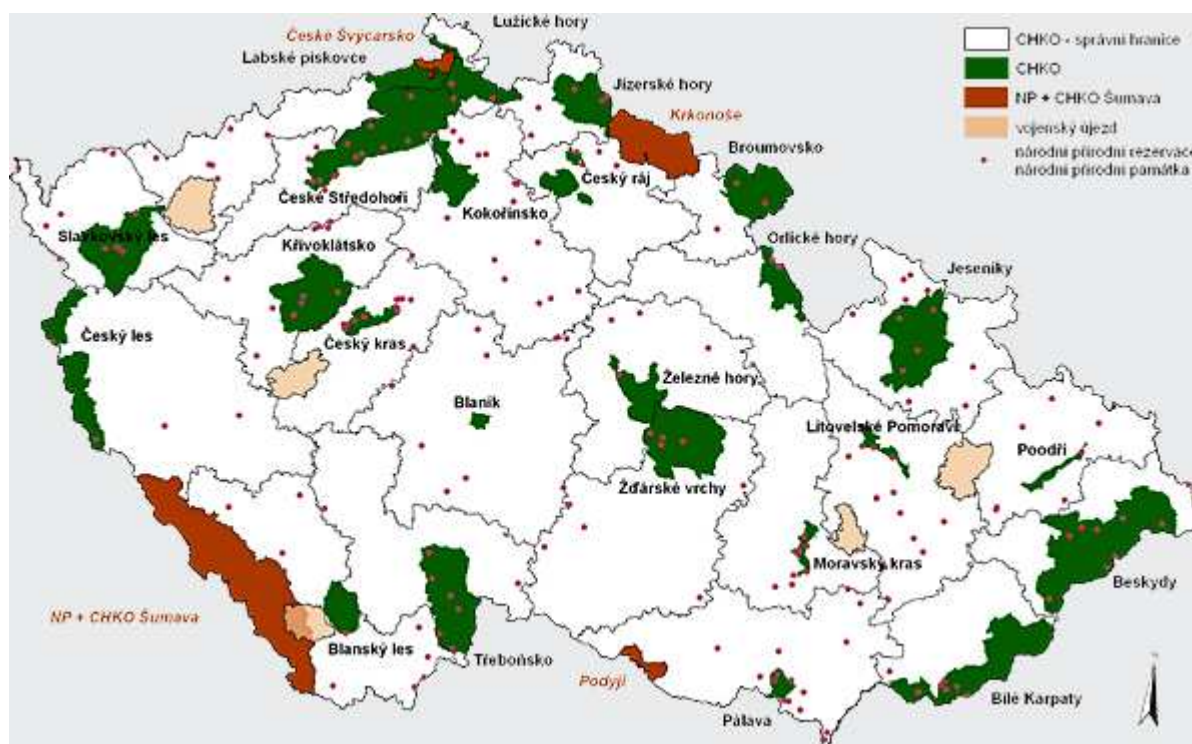 České Švýcarsko
Lužické hory
Labské pískovce
Jizerské hory
Krkonoše
Broumovsko
České Středohoří
Kokořínsko
Český ráj
Slavkovský les
Křivoklátsko
Orlické hory
Jeseníky
Český les
Český kras
Železné hory
Blaník
Litovelské Pomoraví
Poodří
Žďárské vrchy
Moravský kras
Beskydy
NP + CHKO Šumava
Blanský les
Třeboňsko
Podyjí
Pálava
Bílé Karpaty
CHKO - správní hranice
CHKO
NP + CHKO Šumava
vojenský újezd
národní přírodní rezervace
národní přírodní památka